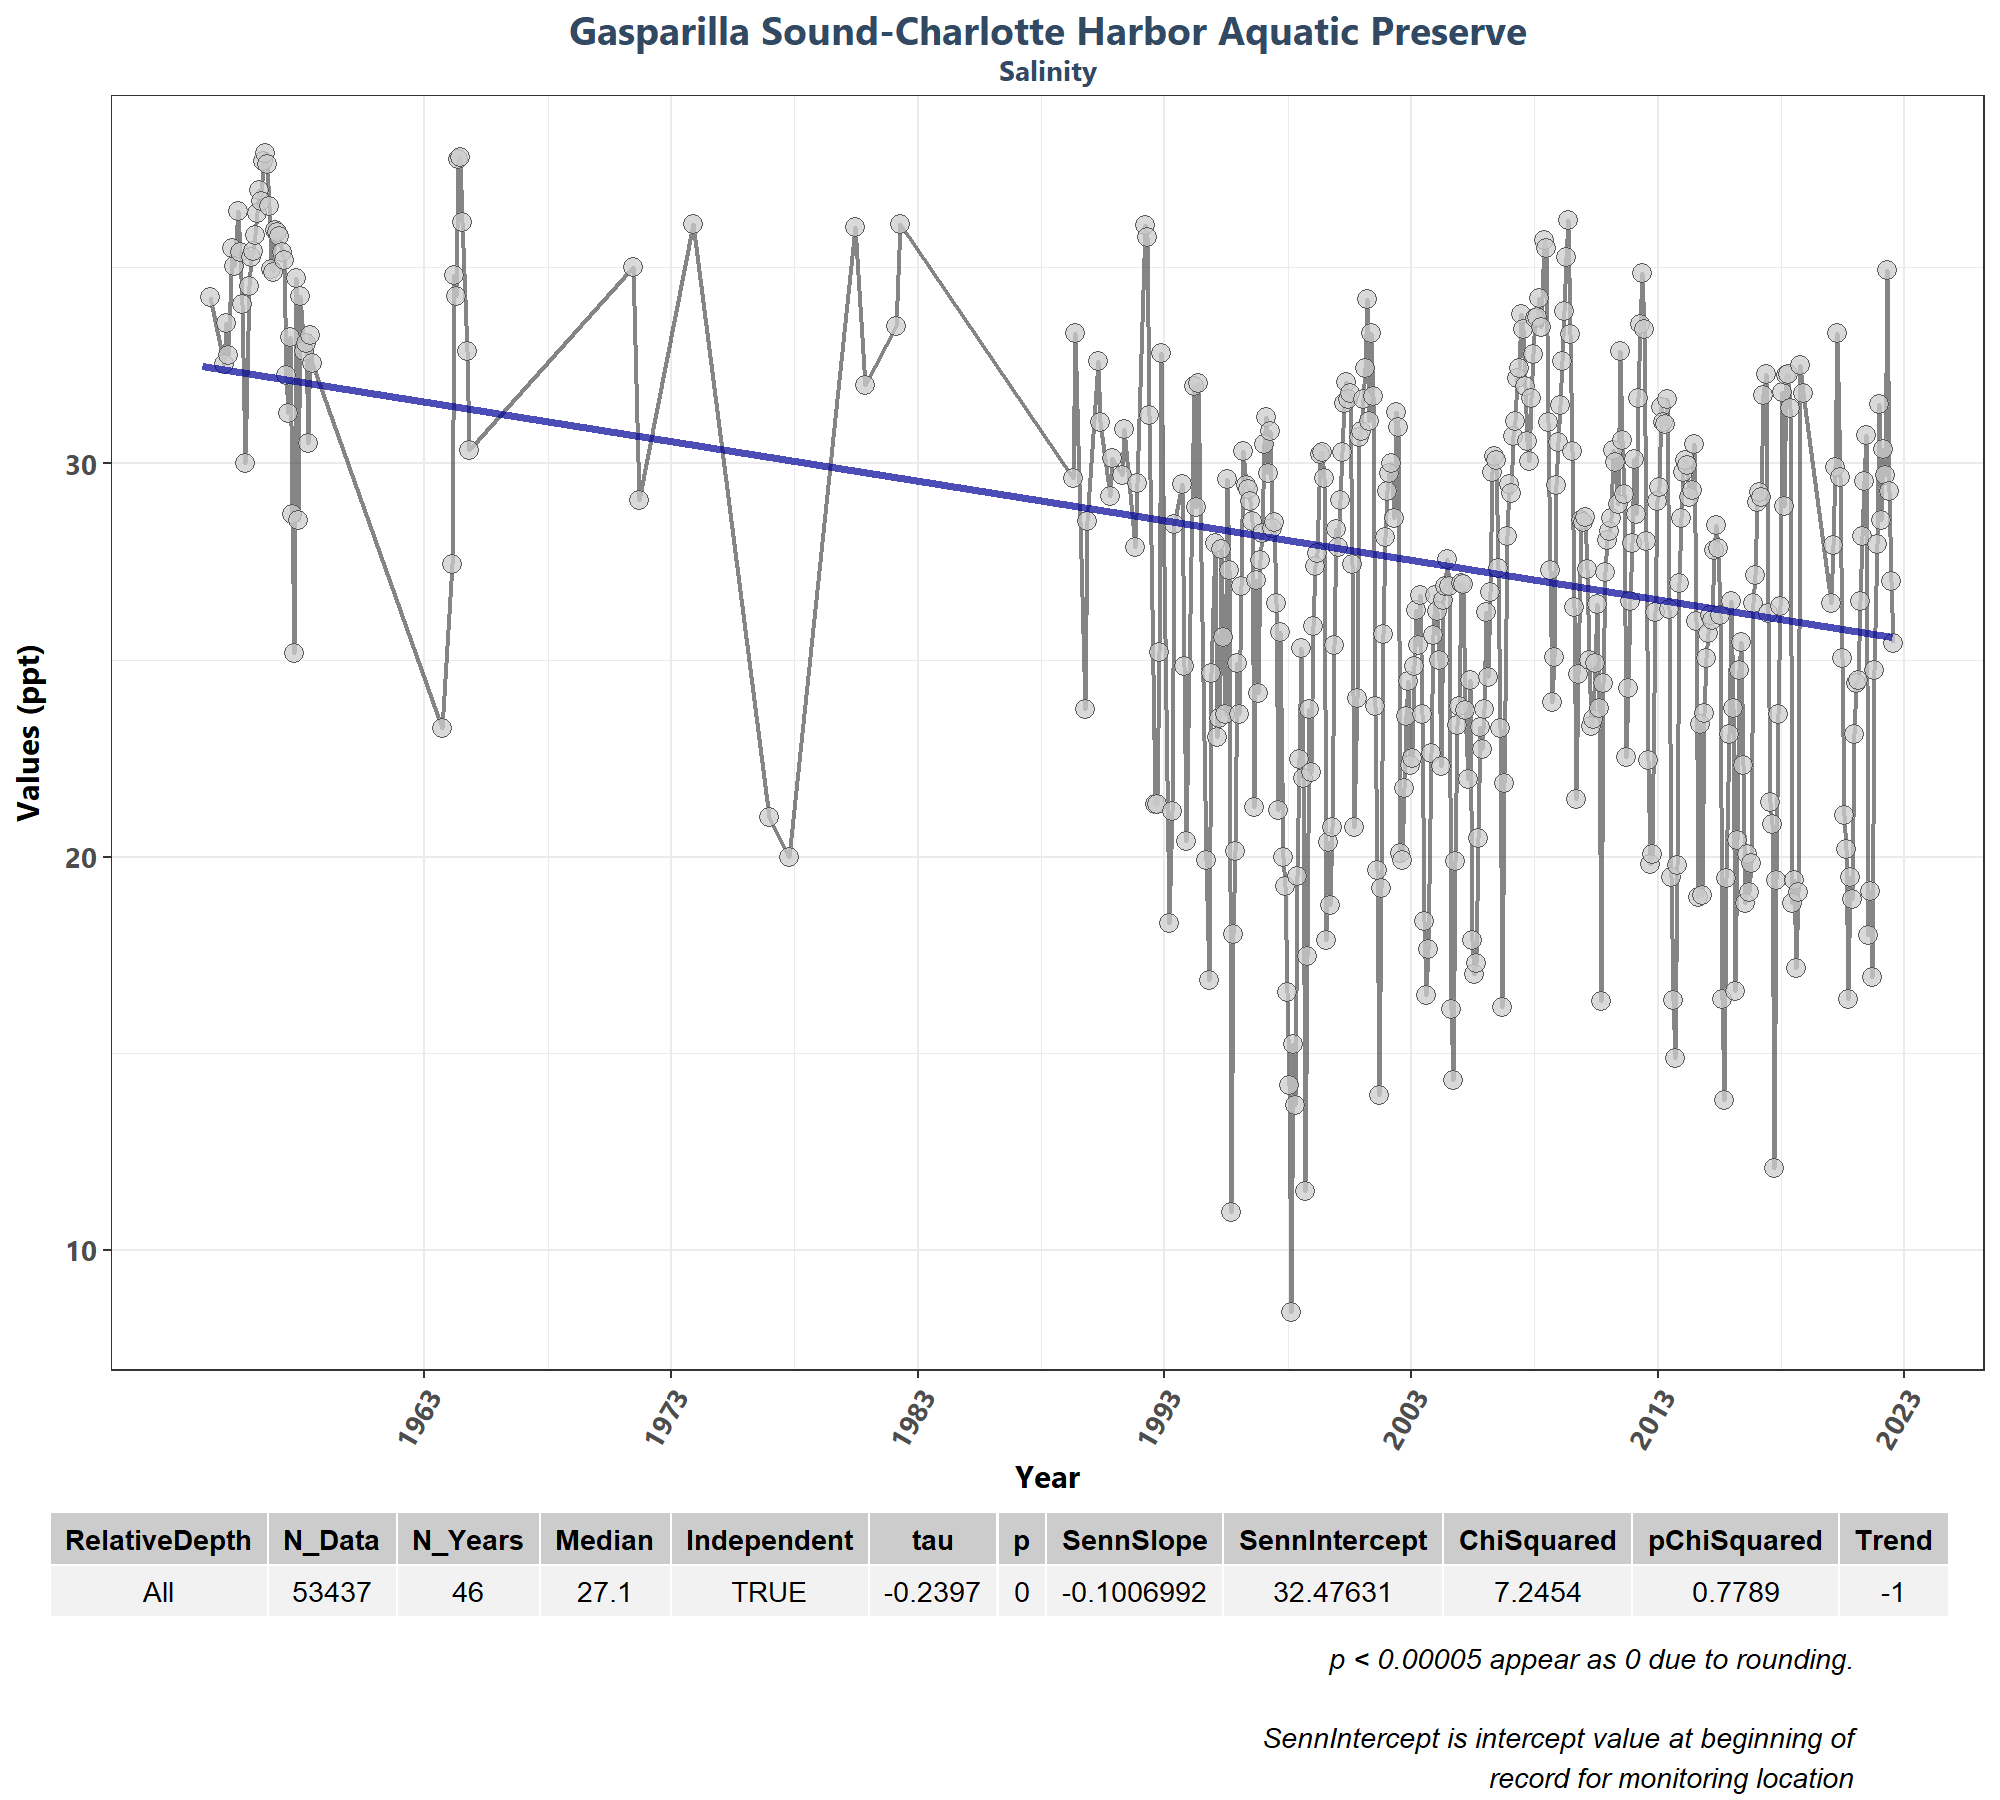 Gasparilla Sound-Charlotte Harbor Aquatic Preserve
Salinity
Values (ppt)
30
20
10
1963
1973
1983
1993
2003
2013
2023
Year
RelativeDepth N_Data N_Years Median Independent tau p SennSlope SennIntercept ChiSquared pChiSquared Trend
All 53437 46 27.1 TRUE -0.2397 0 -0.1006992 32.47631 7.2454 0.7789 -1
p < 0.00005 appear as 0 due to rounding.
SennIntercept is intercept value at beginning of
record for monitoring location